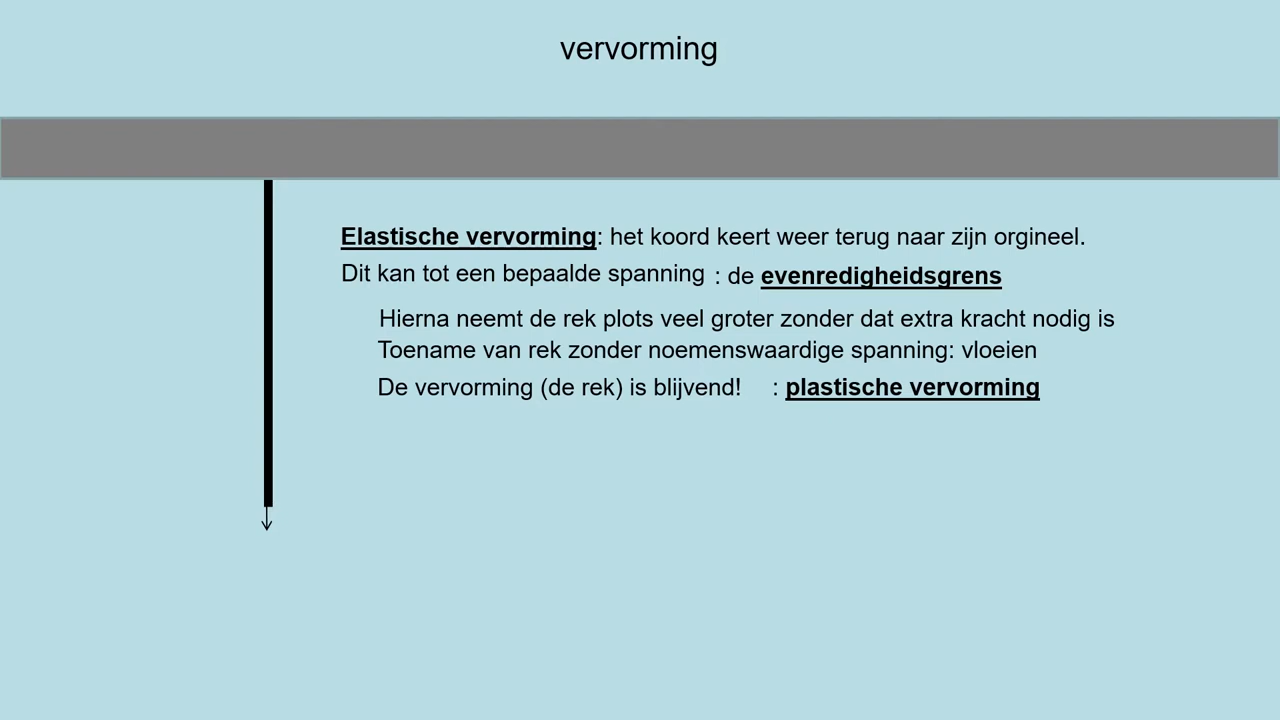 vervorming
Elastische vervorming: het koord keert weer terug naar zijn orgineel.
Dit kan tot een bepaalde spanning : de evenredigheidsgrens
Hierna neemt de rek plots veel groter zonder dat extra kracht nodig is
Toename van rek zonder noemenswaardige spanning: vloeien
De vervorming (de rek) is blijvend! : plastische vervorming